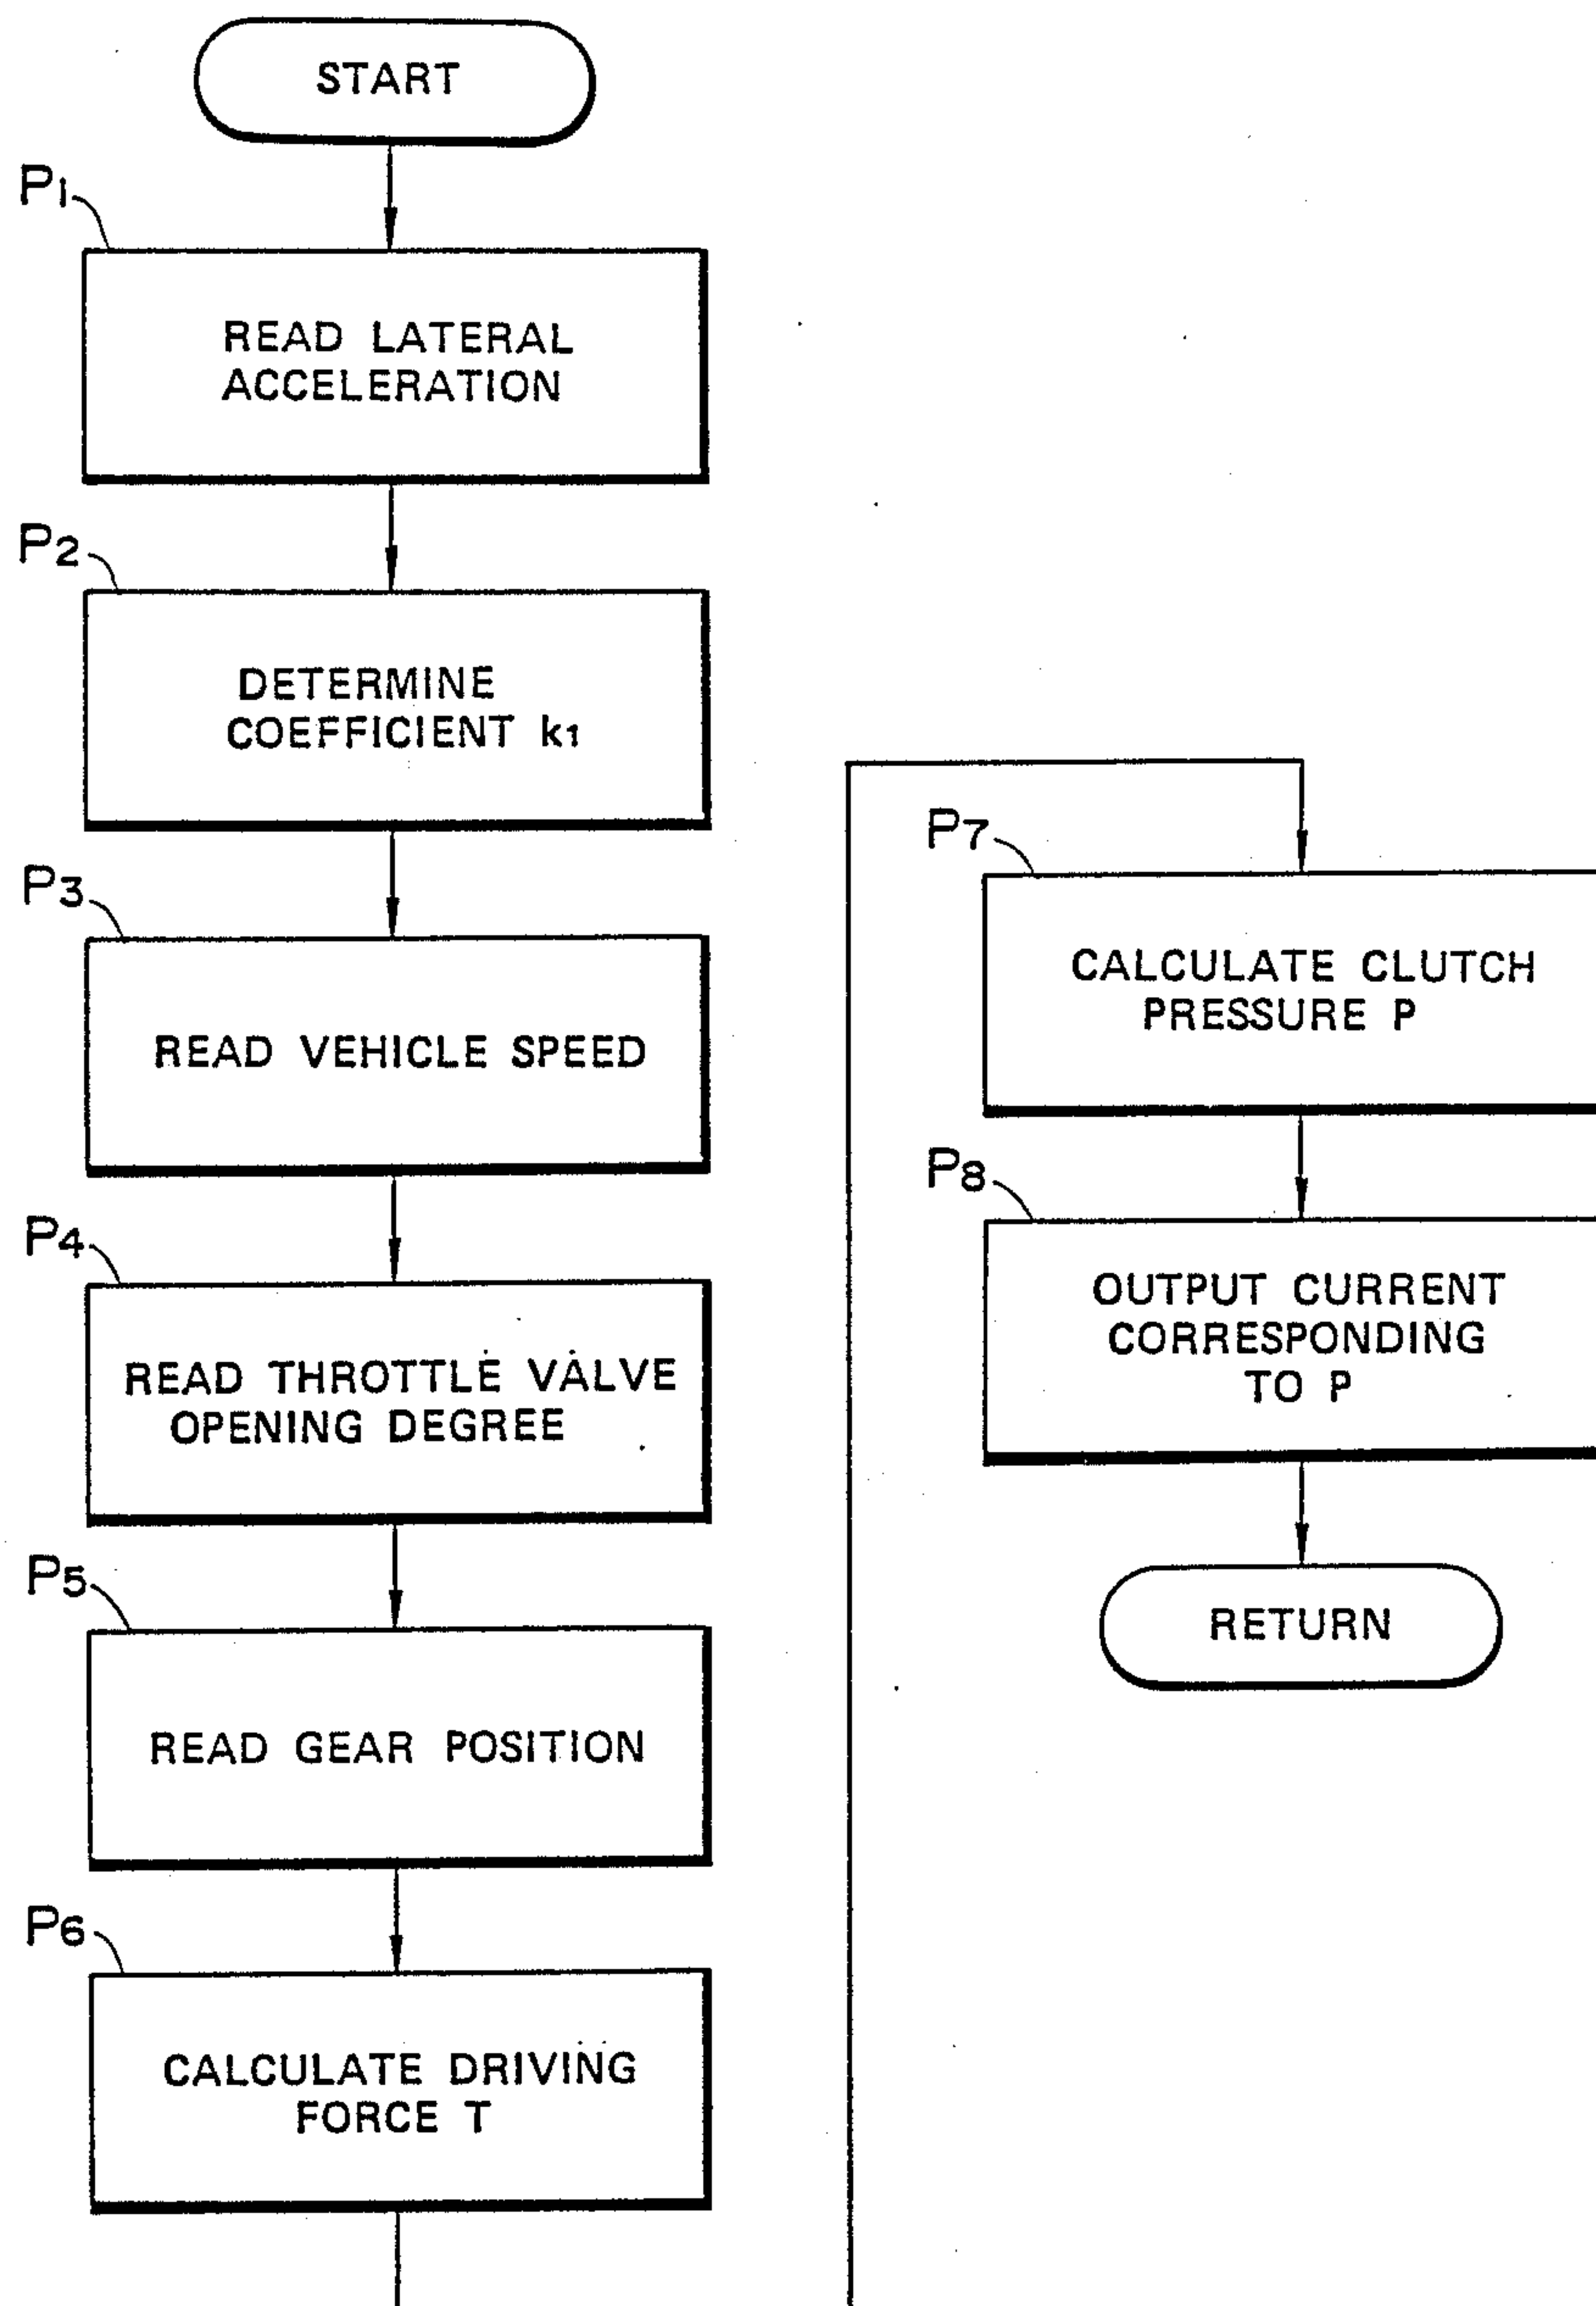 START
P1
READ LATERAL
ACCELERATION
P2
DETERMINE
COEFFICIENT k1
P3
READ VEHICLE SPEED
P4
READ THROTTLE VALVE
OPENING DEGREE
P5
READ GEAR POSITION
P6
CALCULATE DRIVING
FORCE T
P7
CALCULATE CLUTCH
PRESSURE P
P8
OUTPUT CURRENT
CORRESPONDING
TO P
RETURN